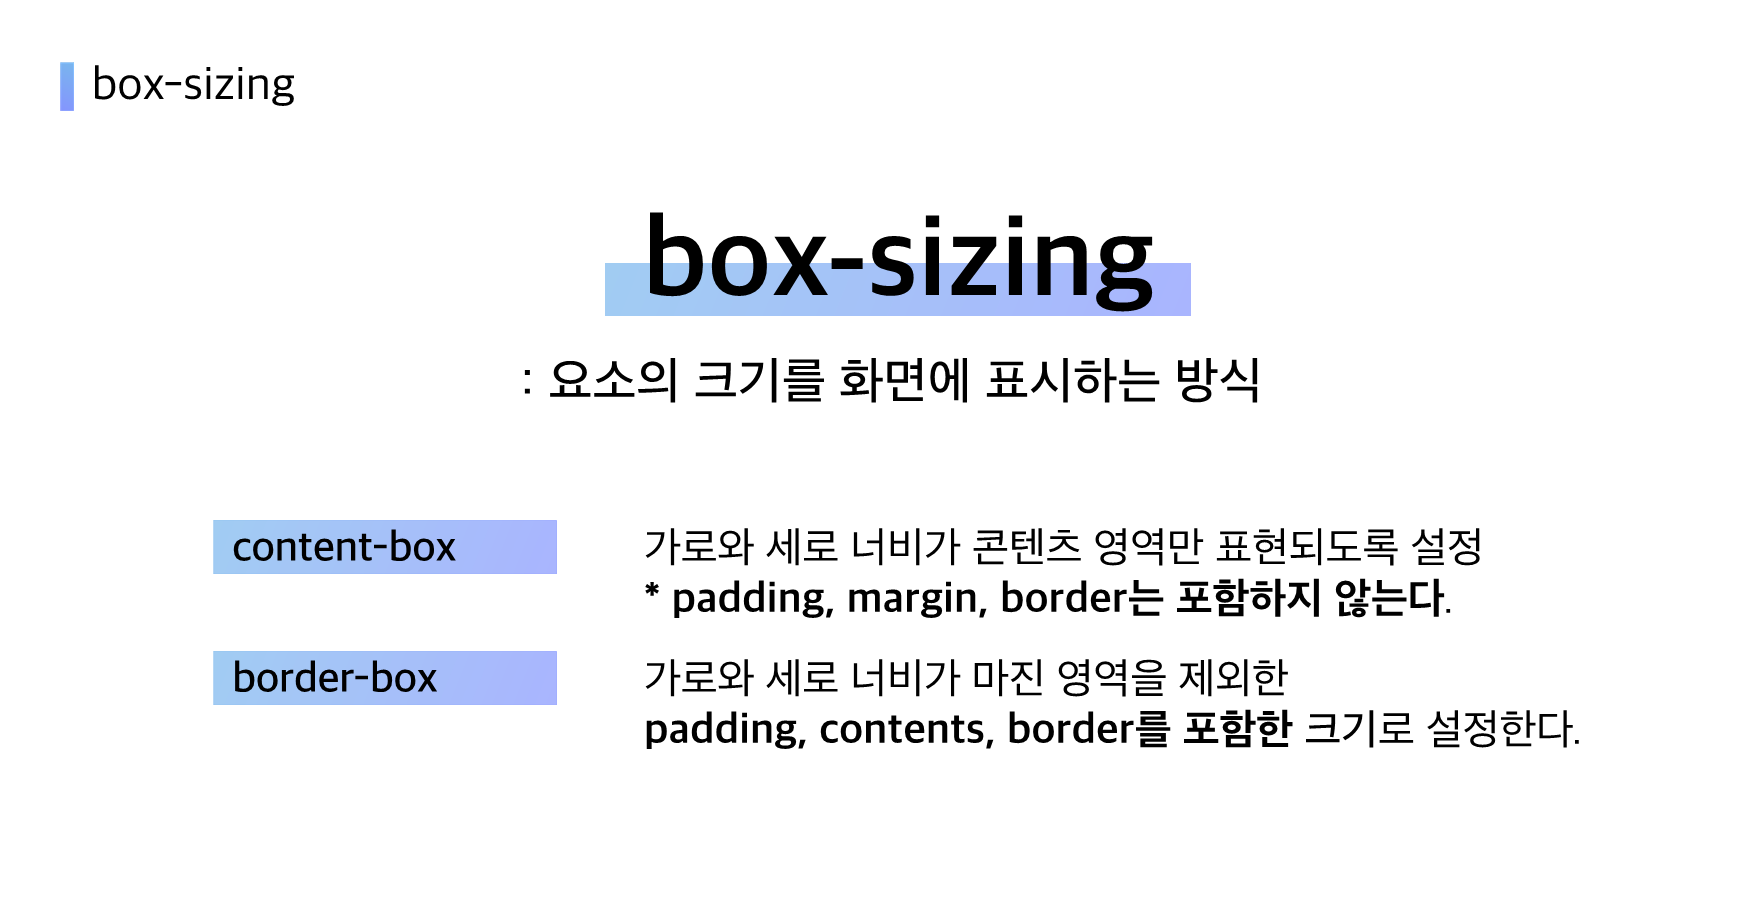 box-sizing
box-sizing
: 요소의 크기를 화면에 표시하는 방식
content-box
가로와 세로 너비가 콘텐츠 영역만 표현되도록 설정
* padding, margin, border는 포함하지 않는다.
border-box
가로와 세로 너비가 마진 영역을 제외한
padding, contents, border를 포함한 크기로 설정한다.